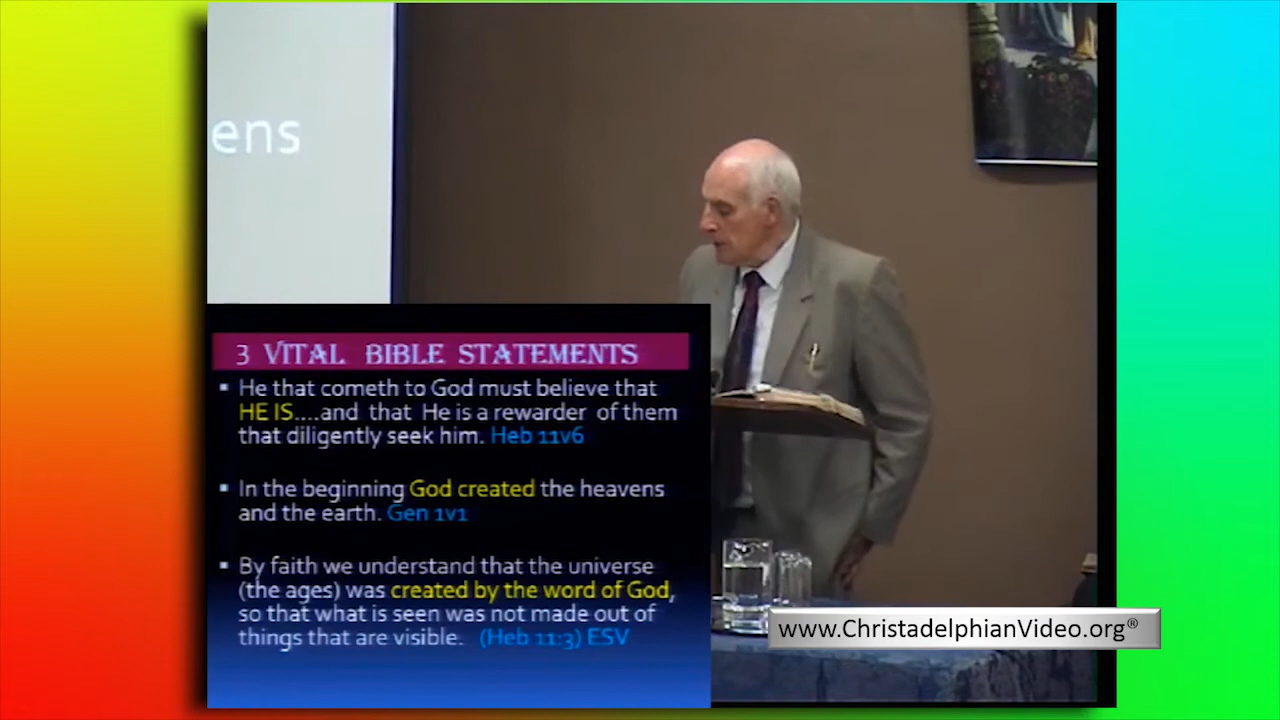 ens
3 VITAL BIBLE STATEMENTS
▪ He that cometh to God must believe that
HE IS....and that He is a rewarder of them
that diligently seek him. Heb 11v6
▪ In the beginning God created the heavens
and the earth. Gen 1v1
▪ By faith we understand that the universe
(the ages) was created by the word of God,
so that what is seen was not made out of
things that are visible. (Heb 11:3) ESV
www.ChristadelphianVideo.org®